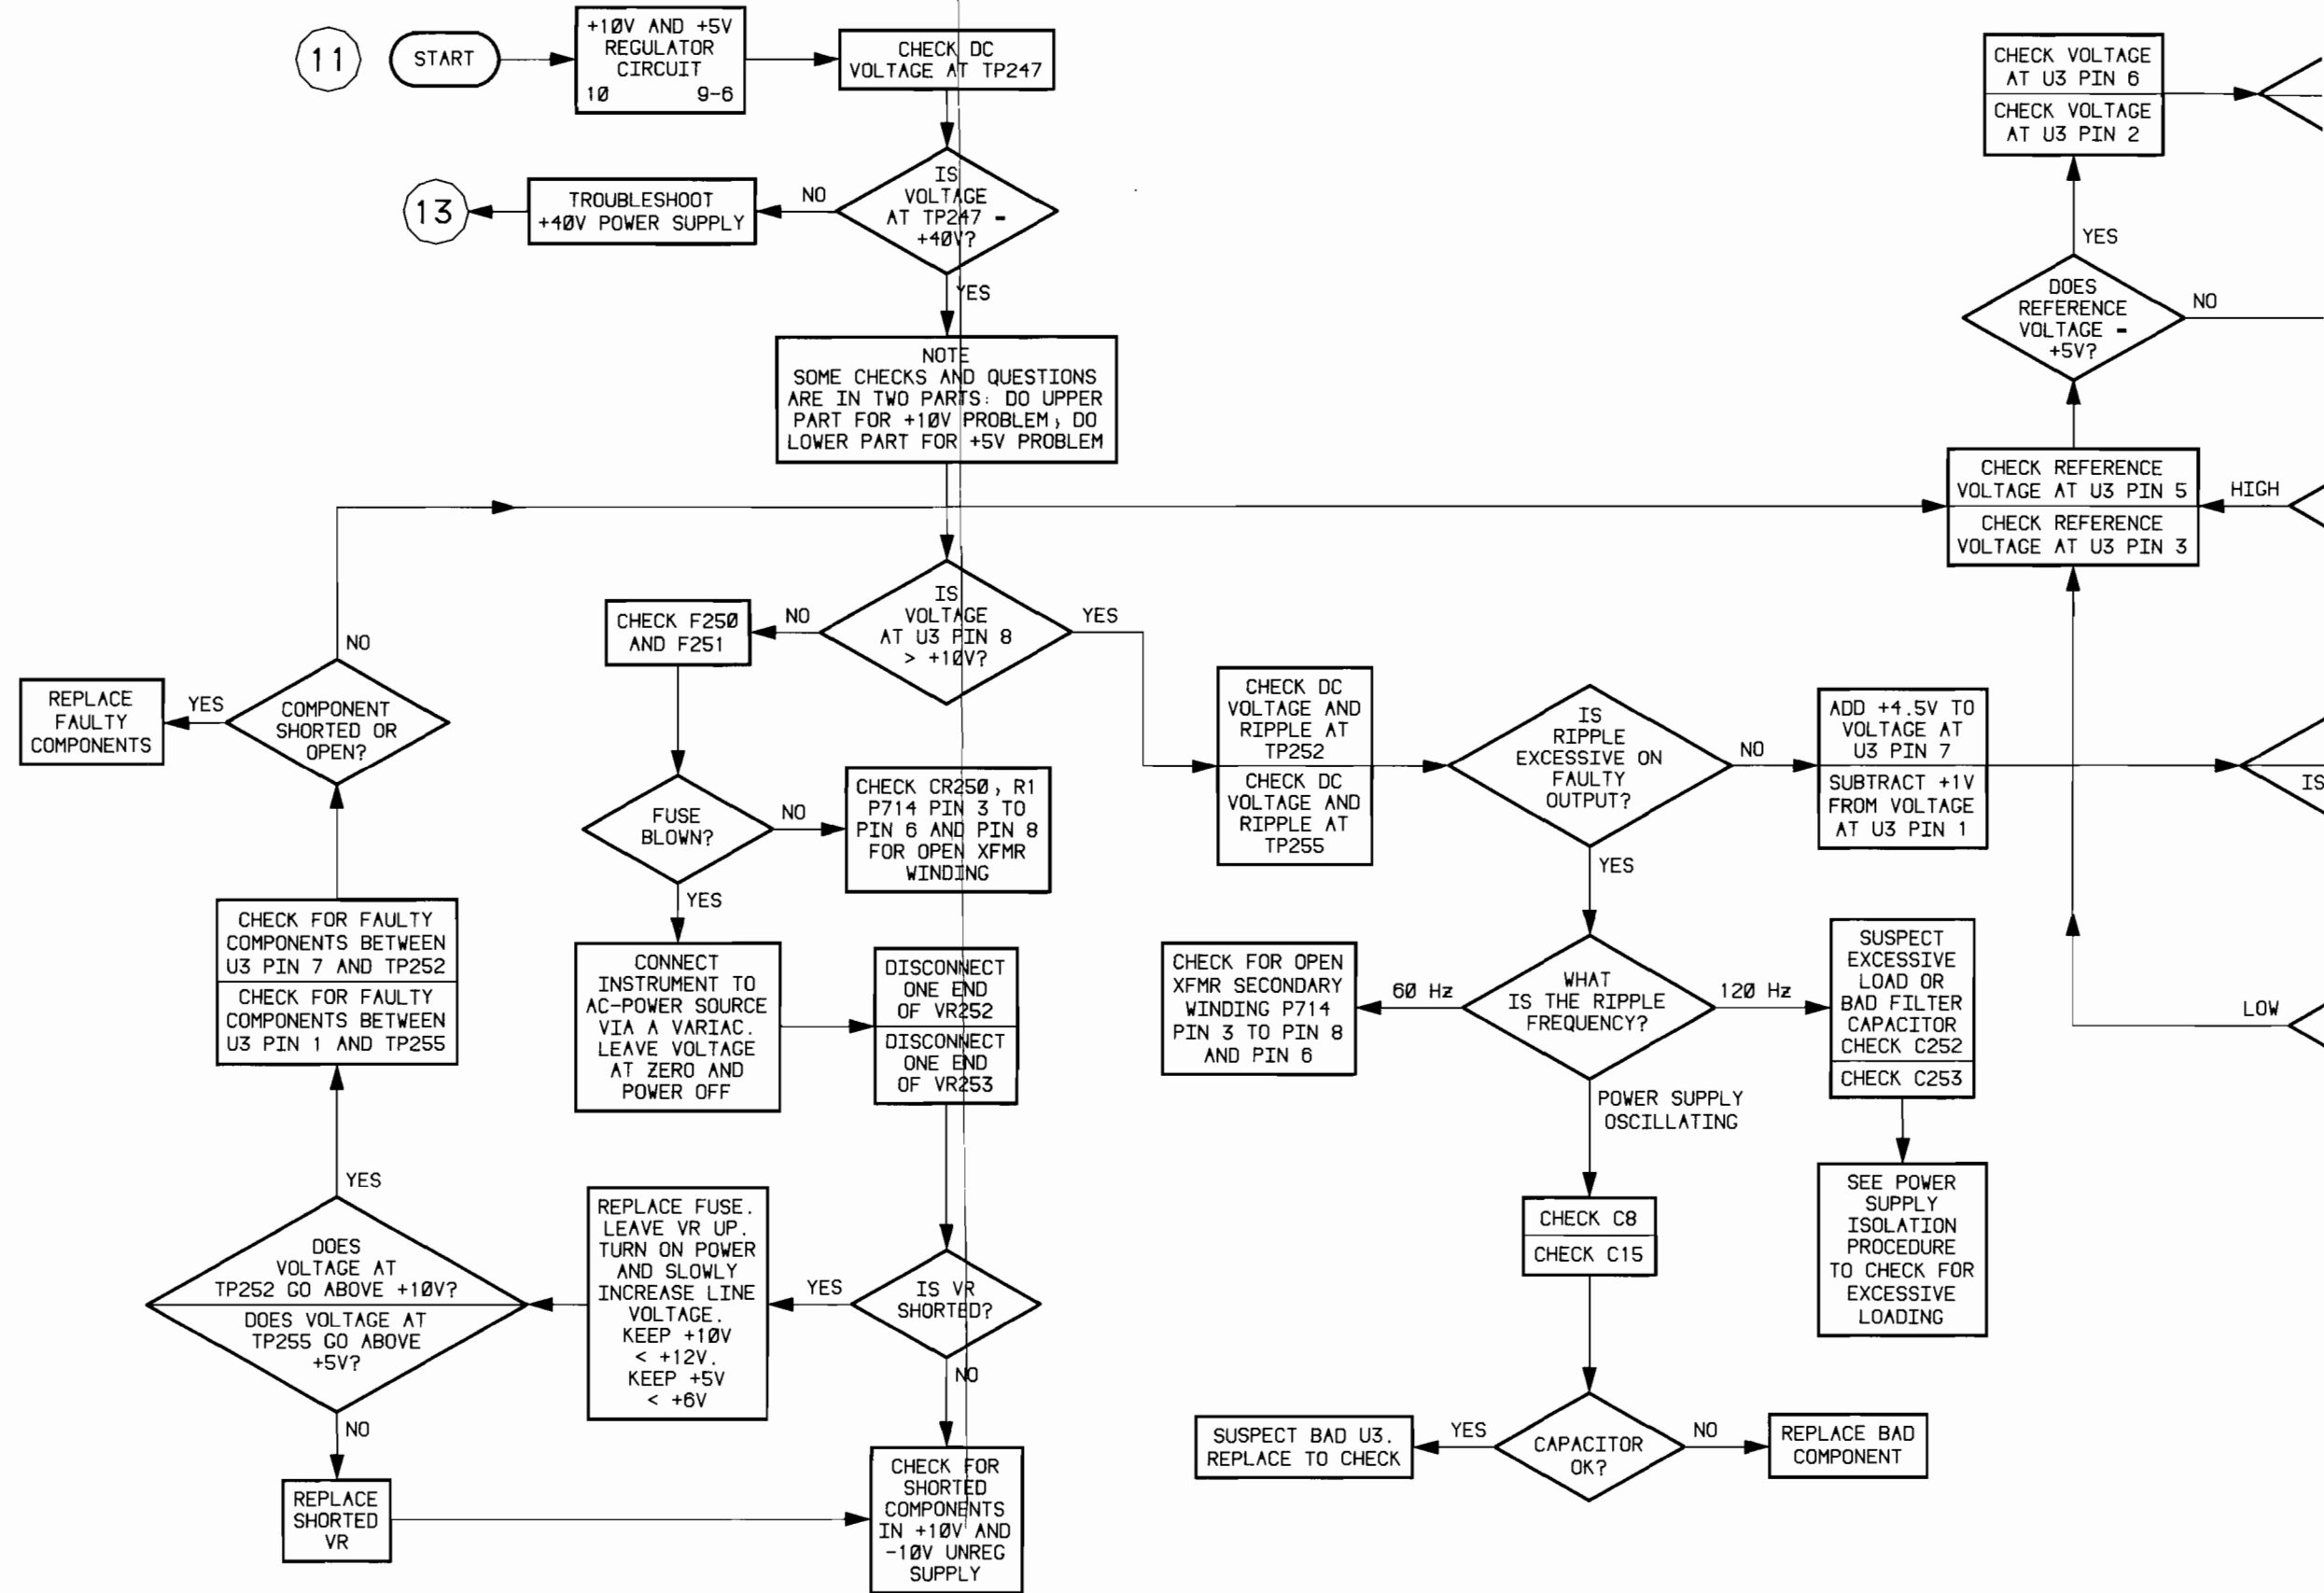 11
START
+10V AND +5V
REGULATOR
CIRCUIT
10 9-6
CHECK DC
VOLTAGE AT TP247
IS
VOLTAGE
AT TP247 =
+40V?
NO
TROUBLESHOOT
+40V POWER SUPPLY
13
YES
NOTE
SOME CHECKS AND QUESTIONS
ARE IN TWO PARTS: DO UPPER
PART FOR +10V PROBLEM; DO
LOWER PART FOR +5V PROBLEM
IS
VOLTAGE
AT U3 PIN 8
> +10V?
NO
CHECK F250
AND F251
FUSE
BLOWN?
NO
CHECK CR250, R1
P714 PIN 3 TO
PIN 6 AND PIN 8
FOR OPEN XFMR
WINDING
YES
CONNECT
INSTRUMENT TO
AC-POWER SOURCE
VIA A VARIAC.
LEAVE VOLTAGE
AT ZERO AND
POWER OFF
DISCONNECT
ONE END
OF VR252
DISCONNECT
ONE END
OF VR253
IS VR
SHORTED?
YES
REPLACE FUSE.
LEAVE VR UP.
TURN ON POWER
AND SLOWLY
INCREASE LINE
VOLTAGE.
KEEP +10V
< +12V.
KEEP +5V
< +6V
NO
CHECK FOR
SHORTED
COMPONENTS
IN +10V AND
-10V UNREG
SUPPLY
DOES
VOLTAGE AT
TP252 GO ABOVE +10V?
DOES VOLTAGE AT
TP255 GO ABOVE
+5V?
NO
REPLACE
SHORTED
VR
YES
CHECK FOR FAULTY
COMPONENTS BETWEEN
U3 PIN 7 AND TP252
CHECK FOR FAULTY
COMPONENTS BETWEEN
U3 PIN 1 AND TP255
COMPONENT
SHORTED OR
OPEN?
YES
REPLACE
FAULTY
COMPONENTS
NO
YES
CHECK DC
VOLTAGE AND
RIPPLE AT
TP252
CHECK DC
VOLTAGE AND
RIPPLE AT
TP255
IS
RIPPLE
EXCESSIVE ON
FAULTY
OUTPUT?
NO
ADD +4.5V TO
VOLTAGE AT
U3 PIN 7
SUBTRACT +1V
FROM VOLTAGE
AT U3 PIN 1
IS
YES
WHAT
IS THE RIPPLE
FREQUENCY?
60 Hz
CHECK FOR OPEN
XFMR SECONDARY
WINDING P714
PIN 3 TO PIN 8
AND PIN 6
120 Hz
SUSPECT
EXCESSIVE
LOAD OR
BAD FILTER
CAPACITOR
CHECK C252
CHECK C253
SEE POWER
SUPPLY
ISOLATION
PROCEDURE
TO CHECK FOR
EXCESSIVE
LOADING
POWER SUPPLY
OSCILLATING
CHECK C8
CHECK C15
CAPACITOR
OK?
YES
SUSPECT BAD U3.
REPLACE TO CHECK
NO
REPLACE BAD
COMPONENT
CHECK VOLTAGE
AT U3 PIN 6
CHECK VOLTAGE
AT U3 PIN 2
YES
DOES
REFERENCE
VOLTAGE =
+5V?
NO
CHECK REFERENCE
VOLTAGE AT U3 PIN 5
CHECK REFERENCE
VOLTAGE AT U3 PIN 3
HIGH
LOW